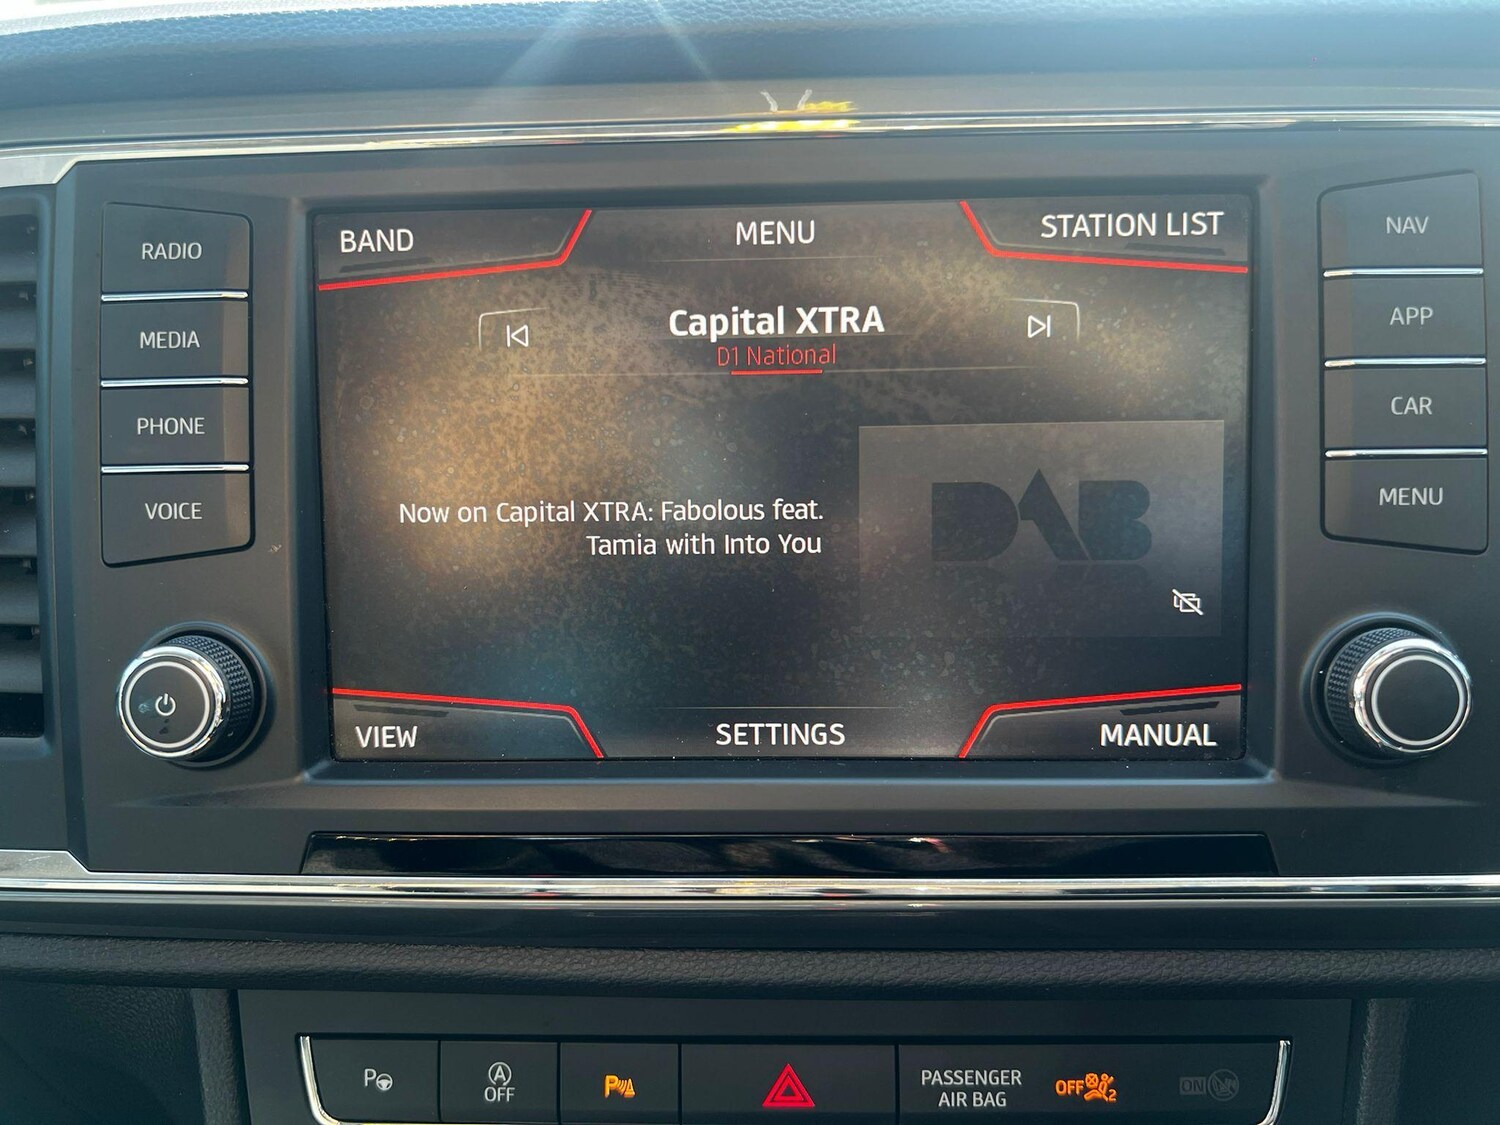 BAND
MENU
STATION LIST
Capital XTRA
D1 National
Now on Capital XTRA: Fabolous feat.
Tamia with Into You
DAB
VIEW
SETTINGS
MANUAL
RADIO
MEDIA
PHONE
VOICE
NAV
APP
CAR
MENU
P
A
OFF
P
PASSENGER
AIR BAG
OFF
2
ON